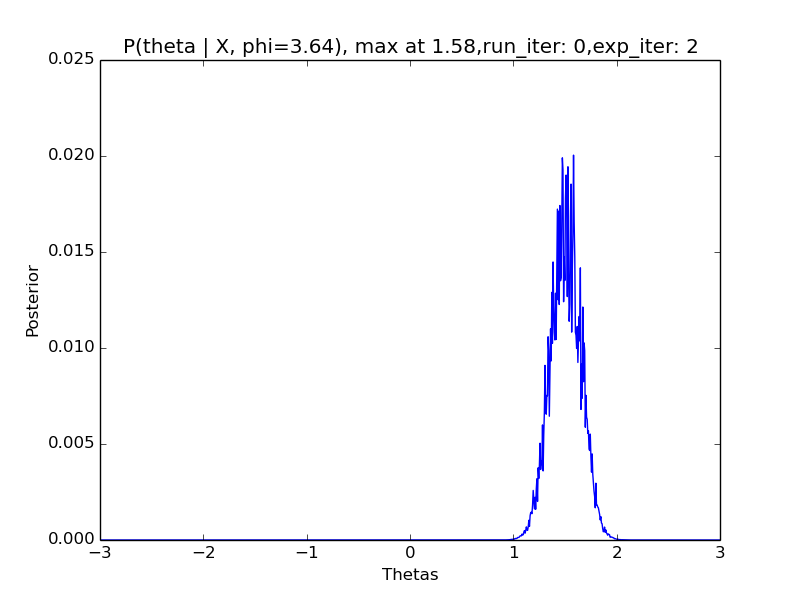 P(theta | X, phi=3.64), max at 1.58,run_iter: 0,exp_iter: 2
0.025
0.020
0.015
0.010
0.005
0.000
Posterior
−3 −2 −1 0 1 2 3
Thetas